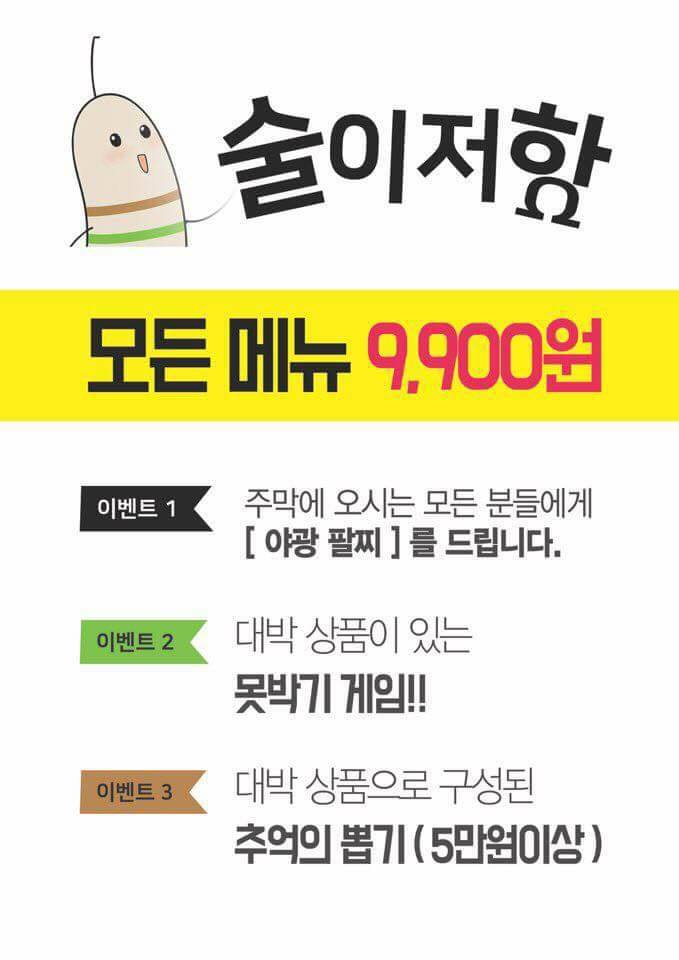 술이저항
모든 메뉴 9,900원
이벤트 1
주막에 오시는 모든 분들에게
[ 야광 팔찌 ] 를 드립니다.
이벤트 2
대박 상품이 있는
못박기 게임!!
이벤트 3
대박 상품으로 구성된
추억의 뽑기 ( 5만원이상 )